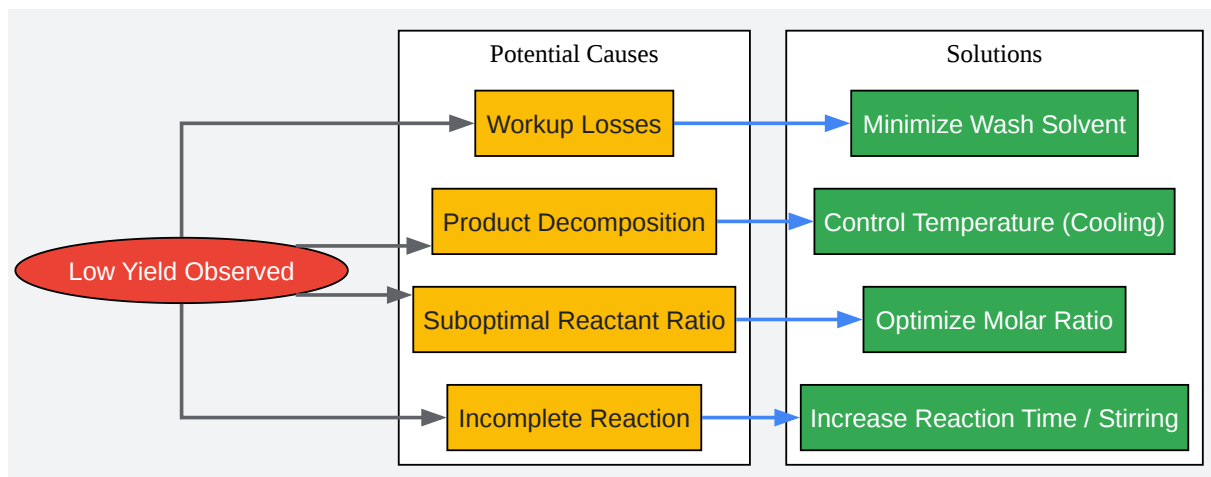 Potential Causes
Solutions
Workup Losses
Minimize Wash Solvent
Product Decomposition
Control Temperature (Cooling)
Low Yield Observed
Suboptimal Reactant Ratio
Optimize Molar Ratio
Incomplete Reaction
Increase Reaction Time / Stirring